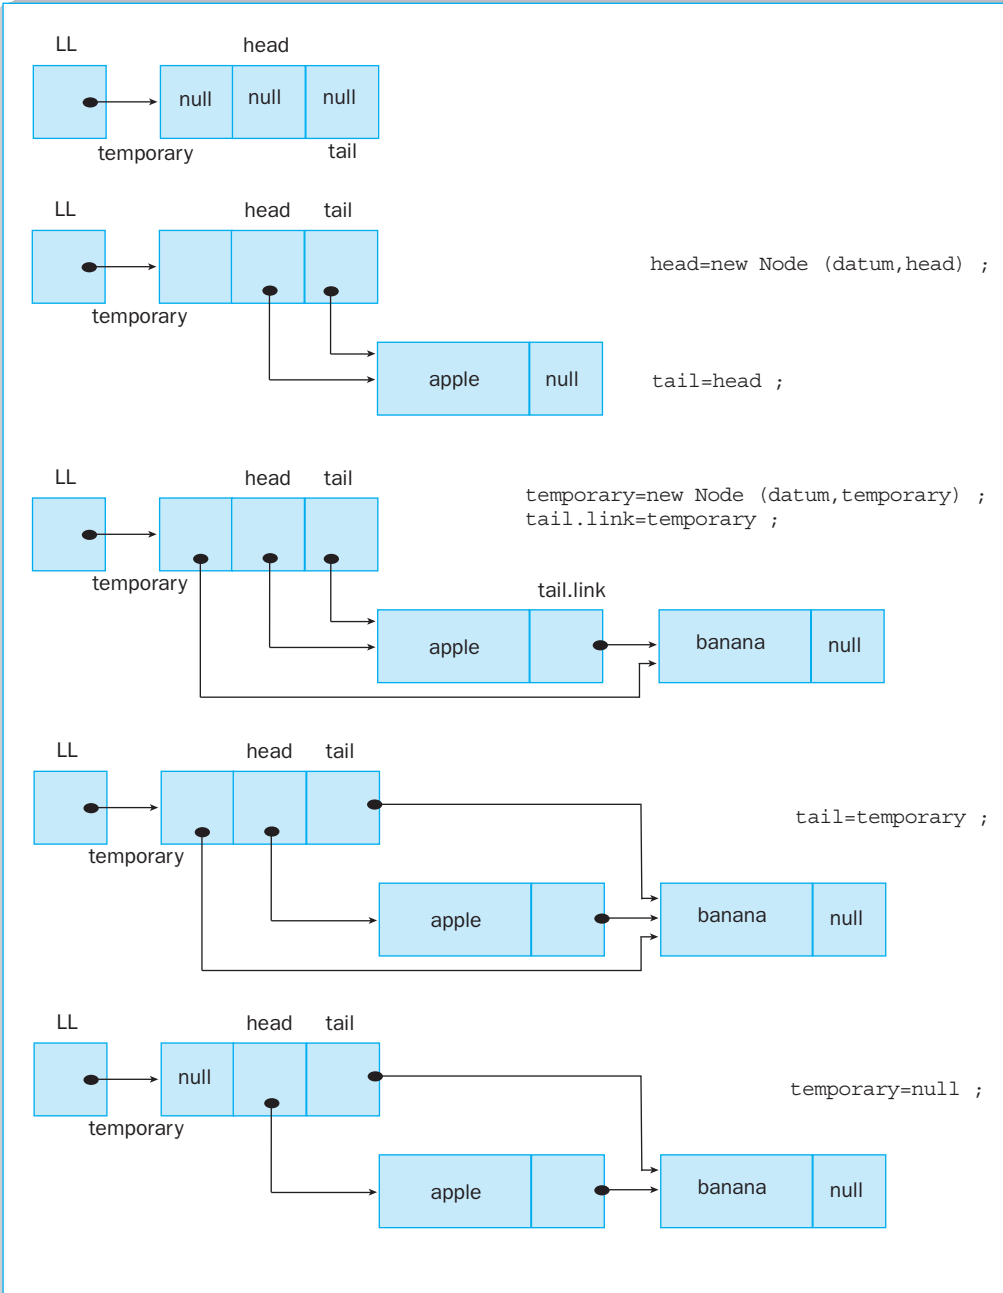 LL head
null null null
temporary tail
LL head tail
head=new Node (datum,head) ;
temporary
apple null tail=head ;
LL head tail
temporary=new Node (datum,temporary) ;
tail.link=temporary ;
temporary
tail.link
apple banana null
LL head tail
tail=temporary ;
temporary
apple banana null
LL head tail
null
temporary=null ;
temporary
apple banana null